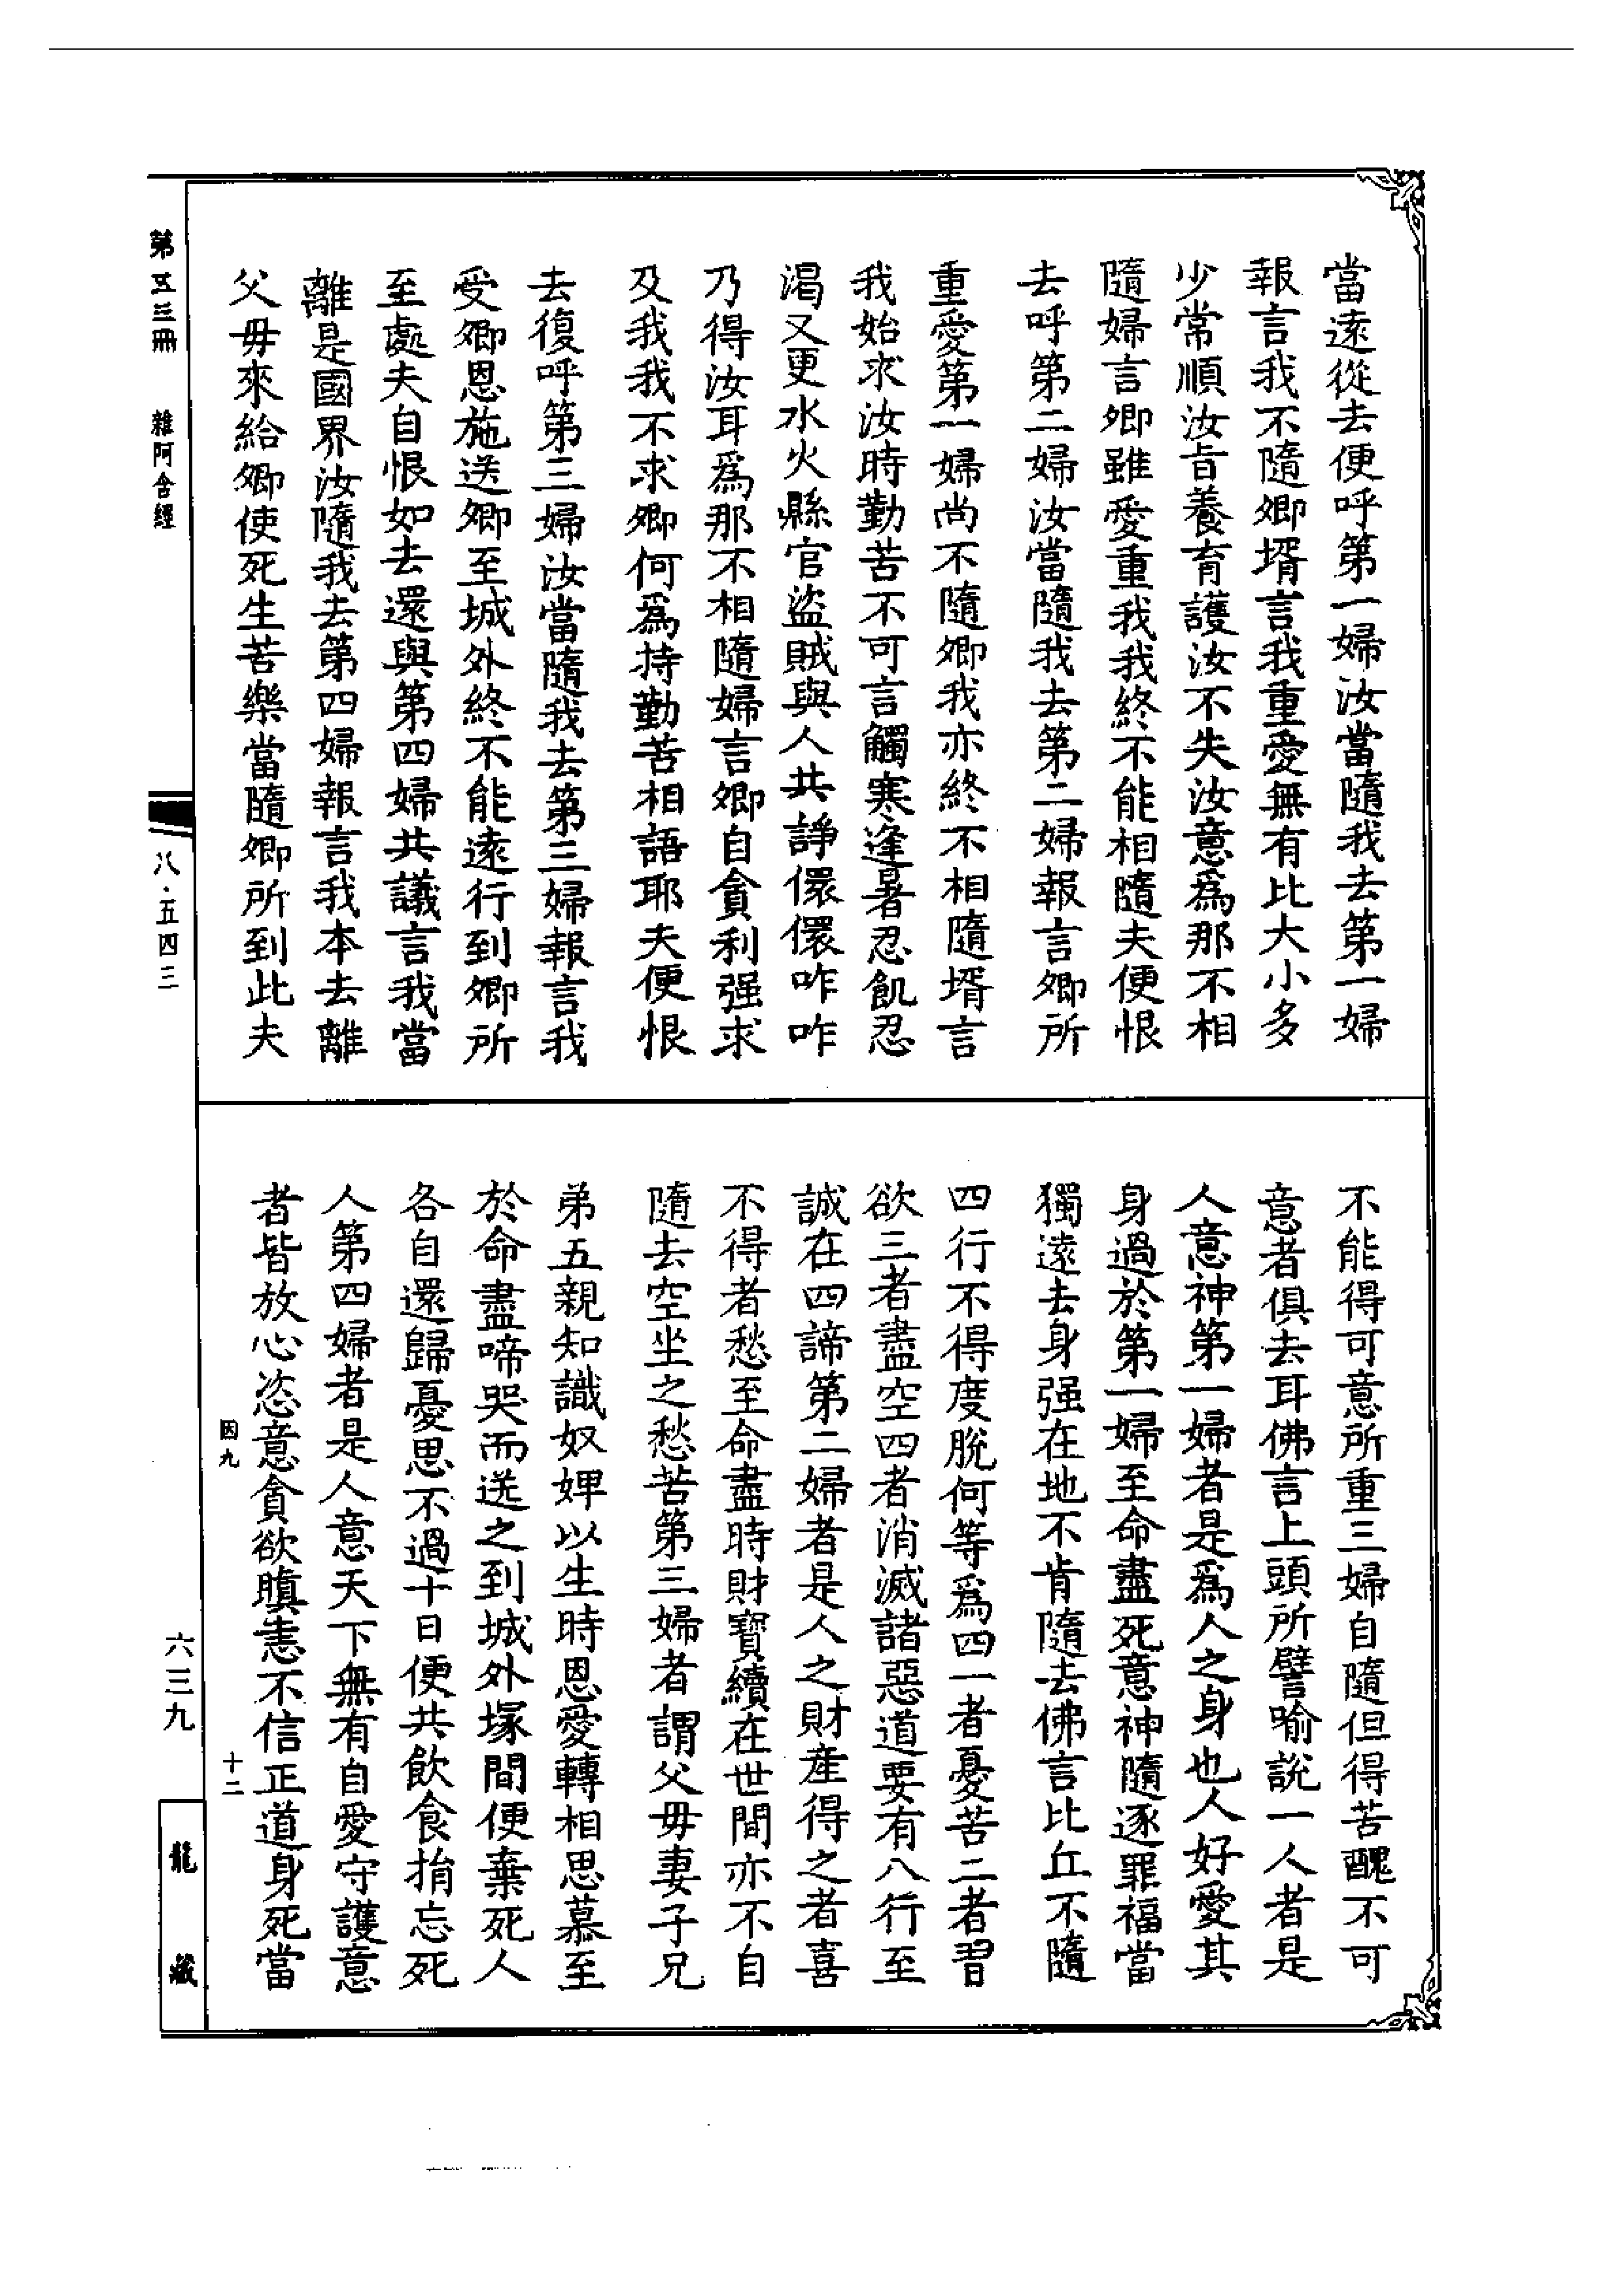 當遠從去便呼第一婦汝當隨我去第一婦
報言我不隨卿壻言我重愛無有比大小多
少常順汝旨養育護汝不失汝意爲那不相
隨婦言卿雖愛重我我終不能相隨夫便恨
去呼第二婦汝當隨我去第二婦報言卿所
重愛第一婦尚不隨卿我亦終不相隨壻言
我始求汝時勤苦不可言觸寒逢暑忍飢忍
渴又更水火縣官盜賊與人共諍儇儇咋咋
乃得汝耳爲那不相隨婦言卿自貪利强求
及我我不求卿何爲持勤苦相語耶夫便恨
去復呼第三婦汝當隨我去第三婦報言我
受卿恩施送卿至城外終不能遠行到卿所
至處夫自恨如去還與第四婦共議言我當
離是國界汝隨我去第四婦報言我本去離
父毋來給卿使死生苦樂當隨卿所到此夫
不能得可意所重三婦自隨但得苦醜不可
意者俱去耳佛言上頭所譬喻說一人者是
人意神第一婦者是爲人之身也人好愛其
身過於第一婦至命盡死意神隨逐罪福當
獨遠去身强在地不肯隨去佛言比丘不隨
四行不得度脫何等爲四一者憂苦二者習
欲三者盡空四者消滅諸惡道要有八行至
誠在四諦第二婦者是人之財産得之者喜
不得者愁至命盡時財寶續在世間亦不自
隨去空坐之愁苦第三婦者謂父毋妻子兄
弟五親知識奴婢以生時恩愛轉相思慕至
於命盡啼哭而送之到城外塚間便棄死人
各自還歸憂思不過十日便共飲食捐忘死
人第四婦者是人意天下無有自愛守護意
者皆放心恣意貪欲瞋恚不信正道身死當
因九
十二
第五三冊
雜阿含經
八·五四三
六三九
龍藏